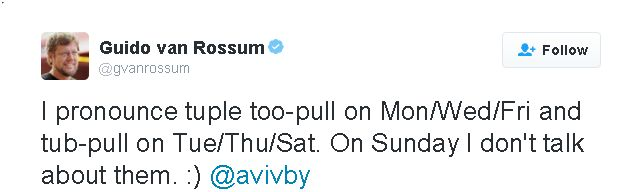 Guido van Rossum
@gvanrossum
Follow
I pronounce tuple too-pull on Mon/Wed/Fri and
tub-pull on Tue/Thu/Sat. On Sunday I don't talk
about them. :) @avivby